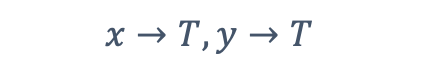 x → T, y → T